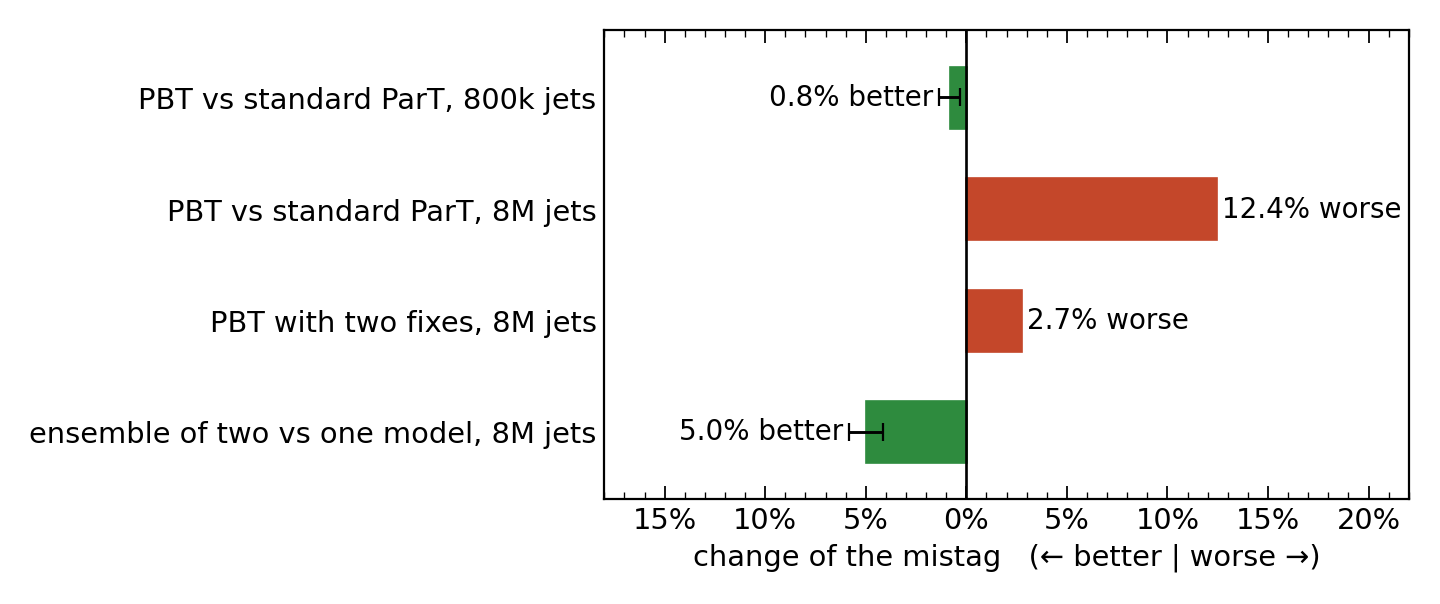 PBT vs standard ParT, 800k jets
0.8% better
PBT vs standard ParT, 8M jets
12.4% worse
PBT with two fixes, 8M jets
2.7% worse
ensemble of two vs one model, 8M jets
5.0% better
15% 10% 5% 0% 5% 10% 15% 20%
change of the mistag (← better | worse →)